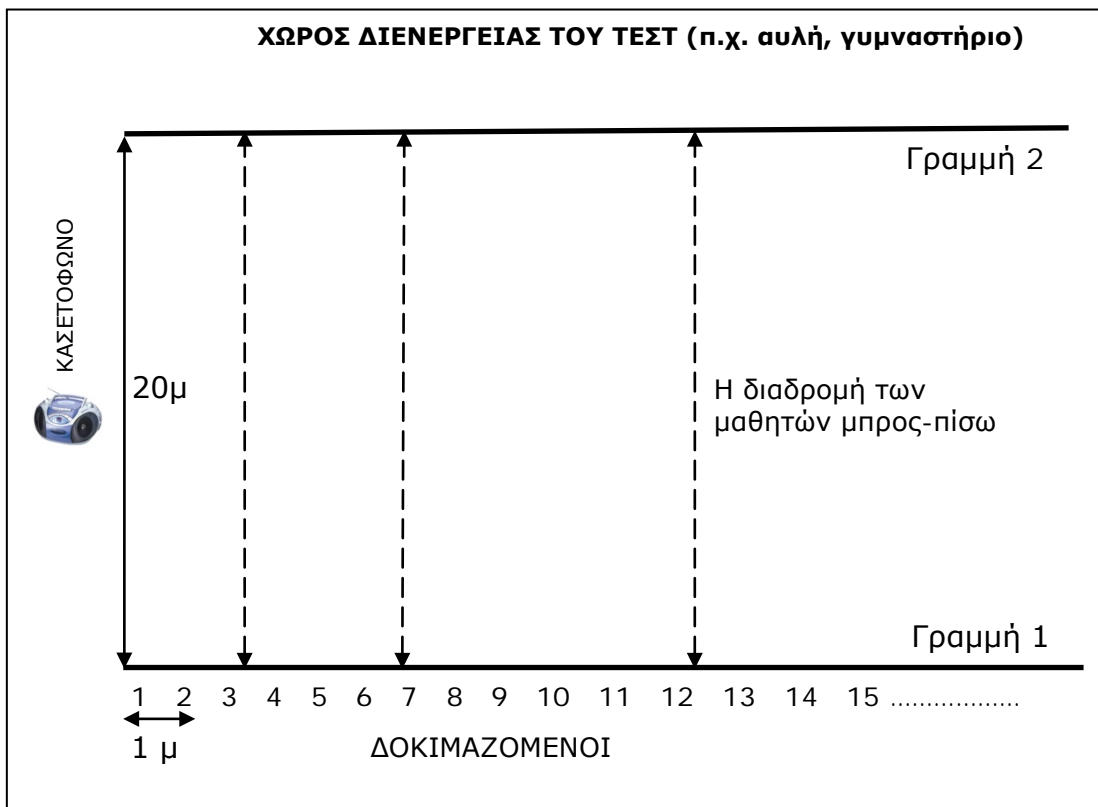 ΧΩΡΟΣ ΔΙΕΝΕΡΓΕΙΑΣ ΤΟΥ ΤΕΣΤ (π.χ. αυλή, γυμναστήριο)
Γραμμή 2
ΚΑΣΕΤΟΦΩΝΟ
20μ
Η διαδρομή των
μαθητών μπρος-πίσω
Γραμμή 1
1 2 3 4 5 6 7 8 9 10 11 12 13 14 15 .................
1 μ
ΔΟΚΙΜΑΖΟΜΕΝΟΙ